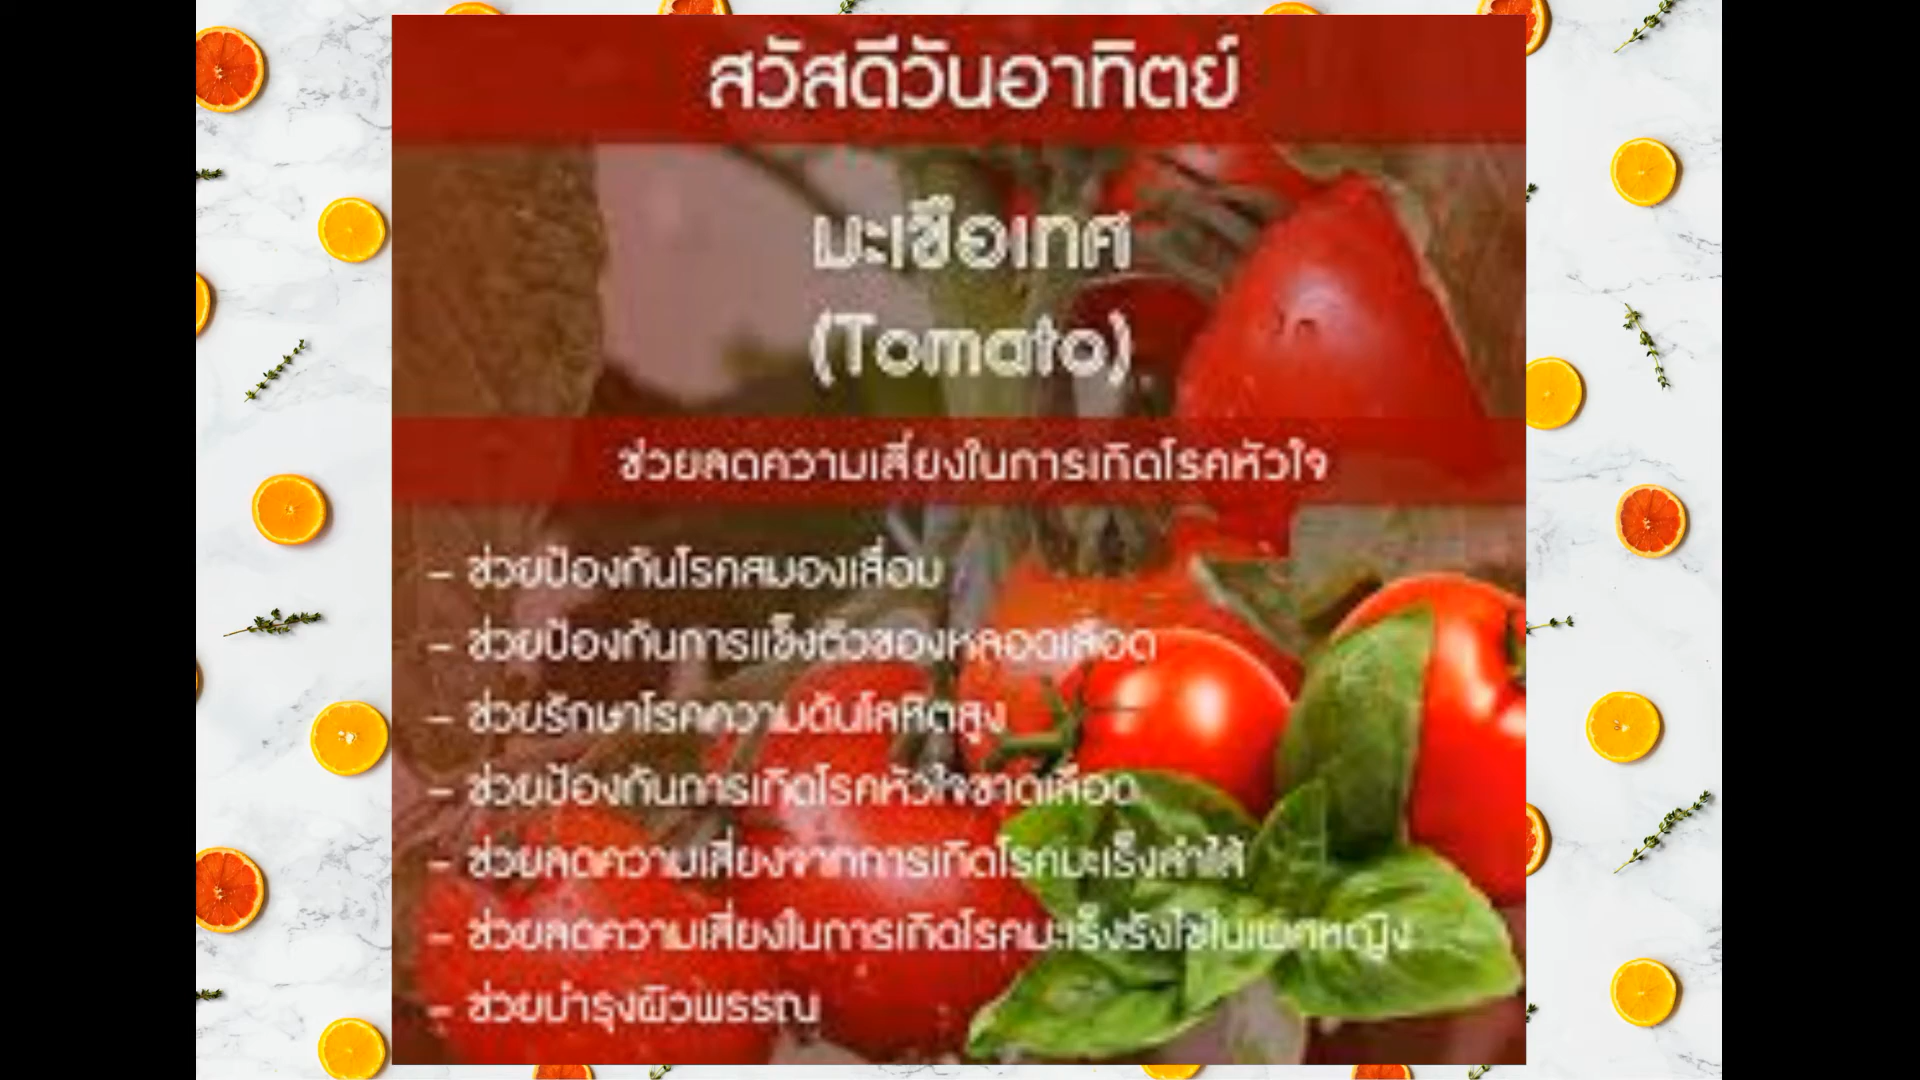 สวัสดีวันอาทิตย์
มะเขือเทศ
(Tomato)
ช่วยลดความเสี่ยงในการเกิดโรคหัวใจ
- ช่วยป้องกันโรคสมองเสื่อม
- ช่วยป้องกันการแข็งตัวของหลอดเลือด
- ช่วยรักษาโรคความดันโลหิตสูง
- ช่วยป้องกันการเกิดโรคหัวใจขาดเลือด
- ช่วยลดความเสี่ยงจากการเกิดโรคมะเร็งลำไส้
- ช่วยลดความเสี่ยงในการเกิดโรคมะเร็งรังไข่ในเพศหญิง
- ช่วยบำรุงผิวพรรณ